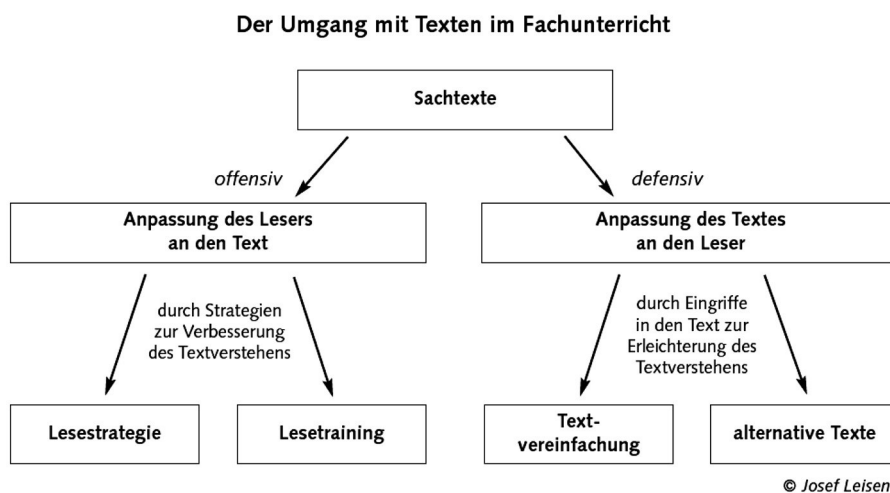 Der Umgang mit Texten im Fachunterricht
Sachtexte
offensiv
defensiv
Anpassung des Lesers
an den Text
Anpassung des Textes
an den Leser
durch Strategien
zur Verbesserung
des Textverstehens
durch Eingriffe
in den Text zur
Erleichterung des
Textverstehens
Lesestrategie
Lesetraining
Text-
vereinfachung
alternative Texte
© Josef Leisen